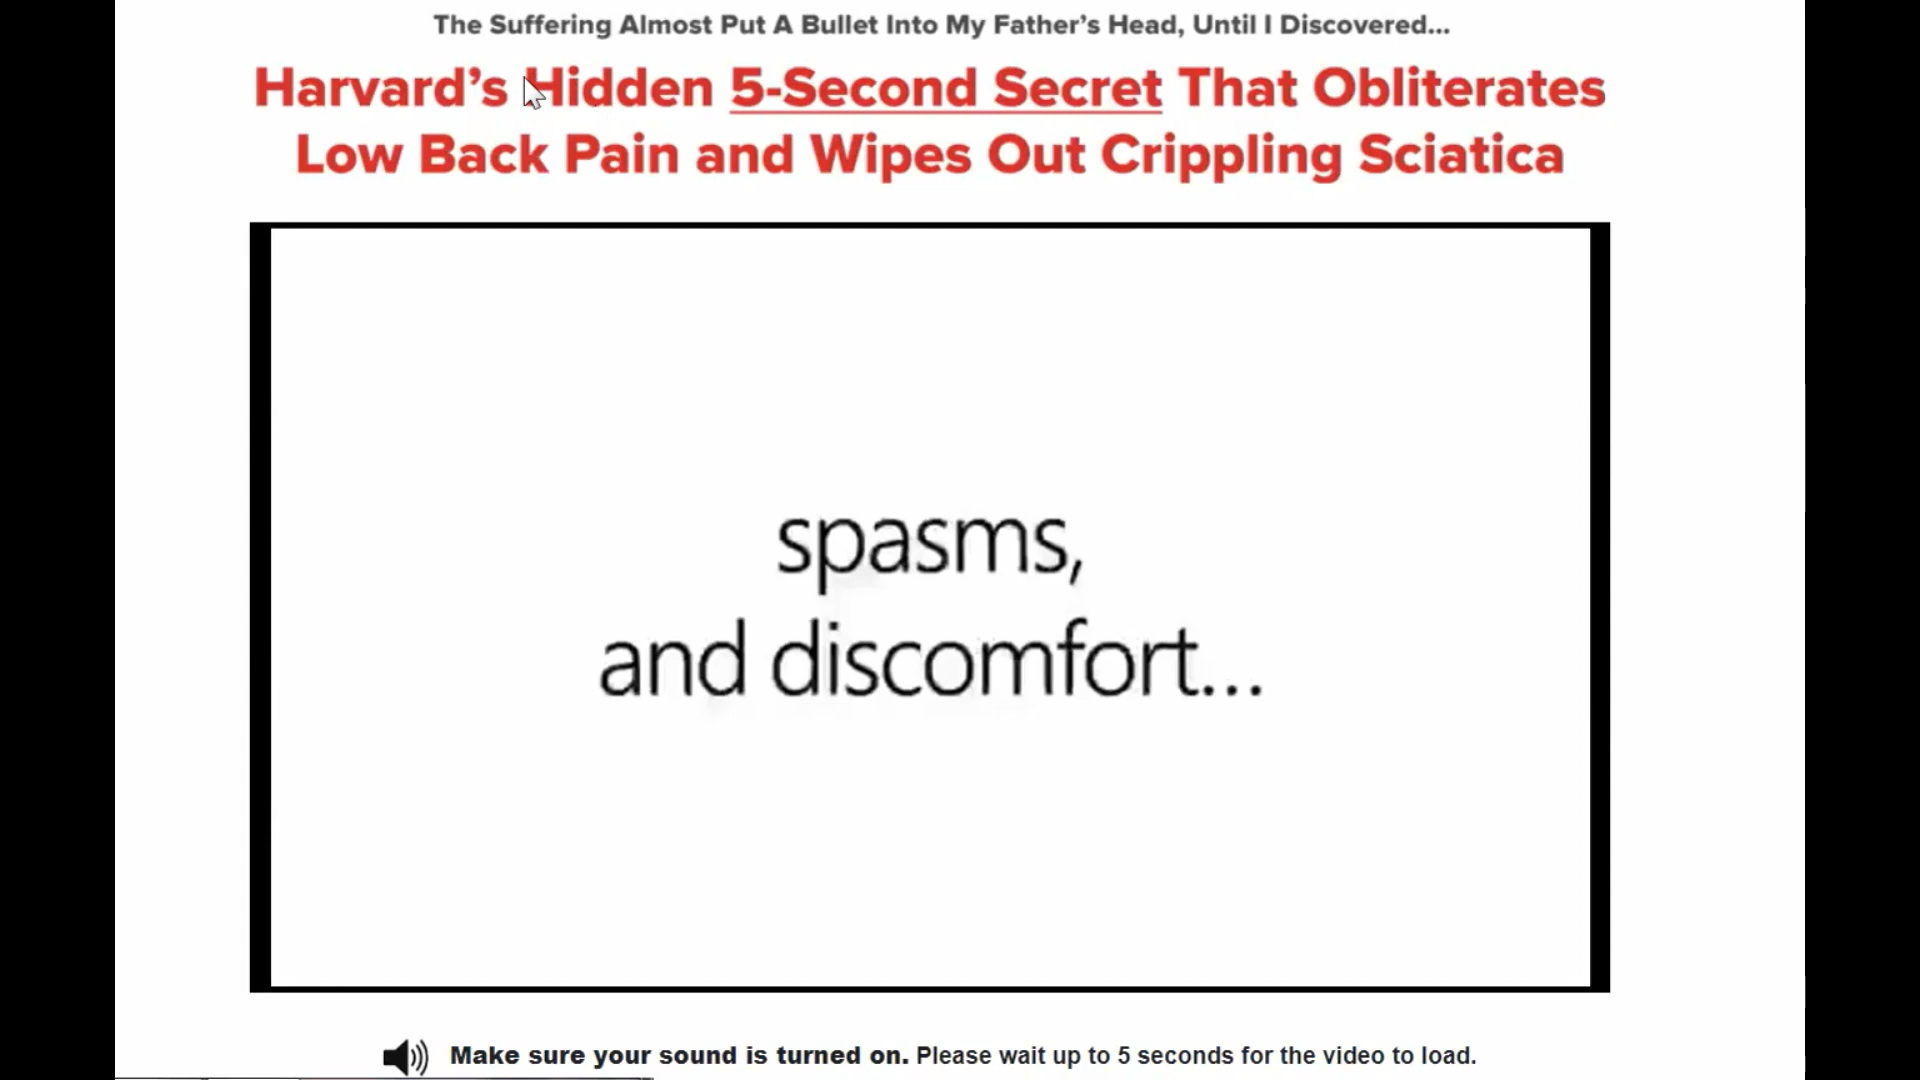 The Suffering Almost Put A Bullet Into My Father’s Head, Until I Discovered...
Harvard’s Hidden 5-Second Secret That Obliterates
Low Back Pain and Wipes Out Crippling Sciatica
spasms,
and discomfort...
Make sure your sound is turned on. Please wait up to 5 seconds for the video to load.